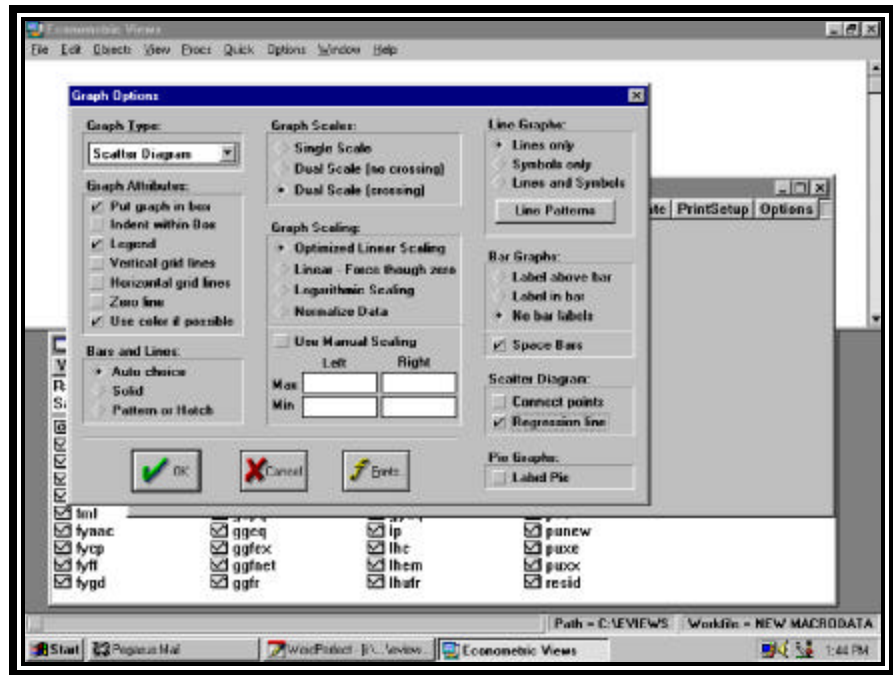 Econometric Views
File Edit Objects View Procs Quick Options Window Help
Graph Options
Graph Type:
Scatter Diagram
Graph Attributes:
Put graph in box
Indent within Box
Legend
Vertical grid lines
Horizontal grid lines
Zero line
Use color if possible
Bars and Lines:
Auto choice
Solid
Pattern or Hatch
Graph Scales:
Single Scale
Dual Scale (no crossing)
Dual Scale (crossing)
Graph Scaling:
Optimized Linear Scaling
Linear - Force though zero
Logarithmic Scaling
Normalize Data
Use Manual Scaling
Left Right
Max
Min
Line Graphs:
Lines only
Symbols only
Lines and Symbols
Line Patterns
Bar Graphs:
Label above bar
Label in bar
No bar labels
Space Bars
Scatter Diagram:
Connect points
Regression line
Pie Graphs:
Label Pie
OK Cancel Fonts
PrintSetup Options
fynac ggeq ip punew
fycp ggfex lhc puxe
fyff ggfnet lhem puxx
fygd ggfr lhufr resid
Path = C:\EVIEWS Workfile = NEW MACRODATA
Start Pegasus Mail WordPerfect Econometric Views 1:44 PM